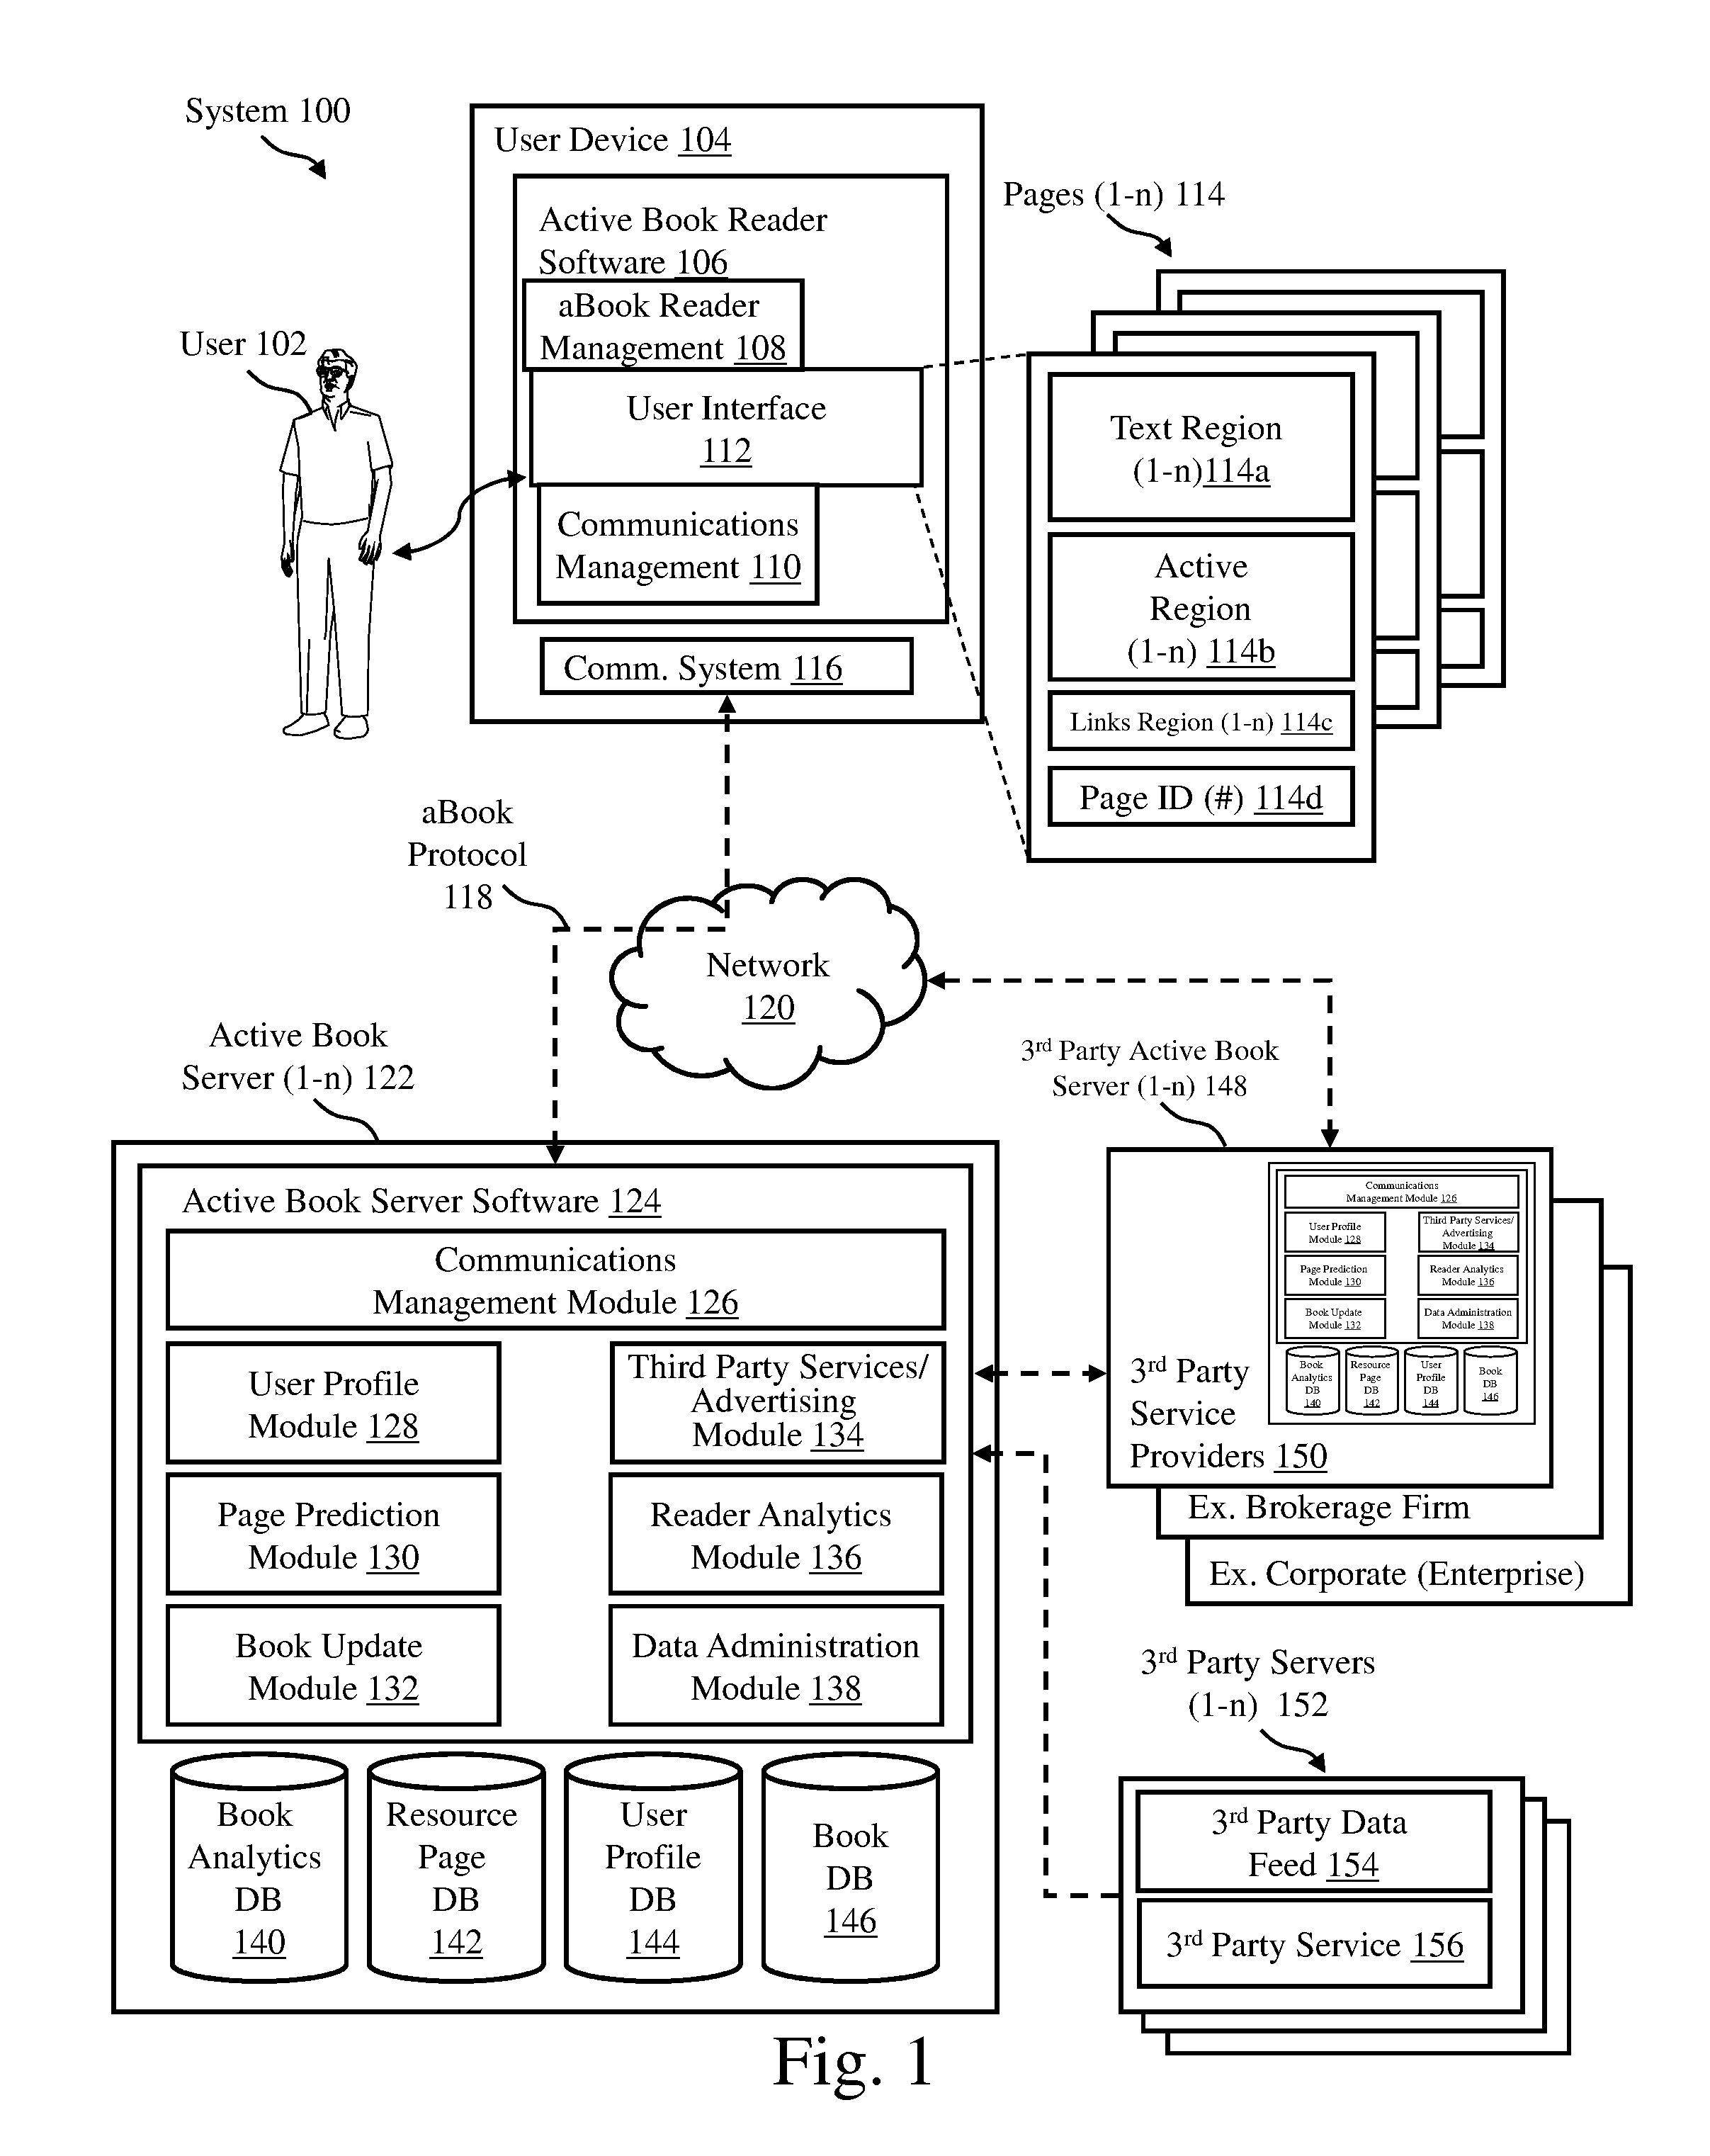 System 100
User Device 104
Active Book Reader
Software 106
aBook Reader
Management 108
User Interface
112
Communications
Management 110
Comm. System 116
User 102
Pages (1-n) 114
Text Region
(1-n)114a
Active
Region
(1-n) 114b
Links Region (1-n) 114c
Page ID (#) 114d
aBook
Protocol
118
Network
120
Active Book
Server (1-n) 122
Active Book Server Software 124
Communications
Management Module 126
User Profile
Module 128
Third Party Services/
Advertising
Module 134
Page Prediction
Module 130
Reader Analytics
Module 136
Book Update
Module 132
Data Administration
Module 138
Book
Analytics
DB
140
Resource
Page
DB
142
User
Profile
DB
144
Book
DB
146
3rd Party Active Book
Server (1-n) 148
Communications
Management Module 126
User Profile
Module 128
Third Party Services/
Advertising
Module 134
Page Prediction
Module 130
Reader Analytics
Module 136
Book Update
Module 132
Data Administration
Module 138
Book
Analytics
DB
140
Resource
Page
DB
142
User
Profile
DB
144
Book
DB
146
3rd Party
Service
Providers 150
Ex. Brokerage Firm
Ex. Corporate (Enterprise)
3rd Party Servers
(1-n) 152
3rd Party Data
Feed 154
3rd Party Service 156
Fig. 1